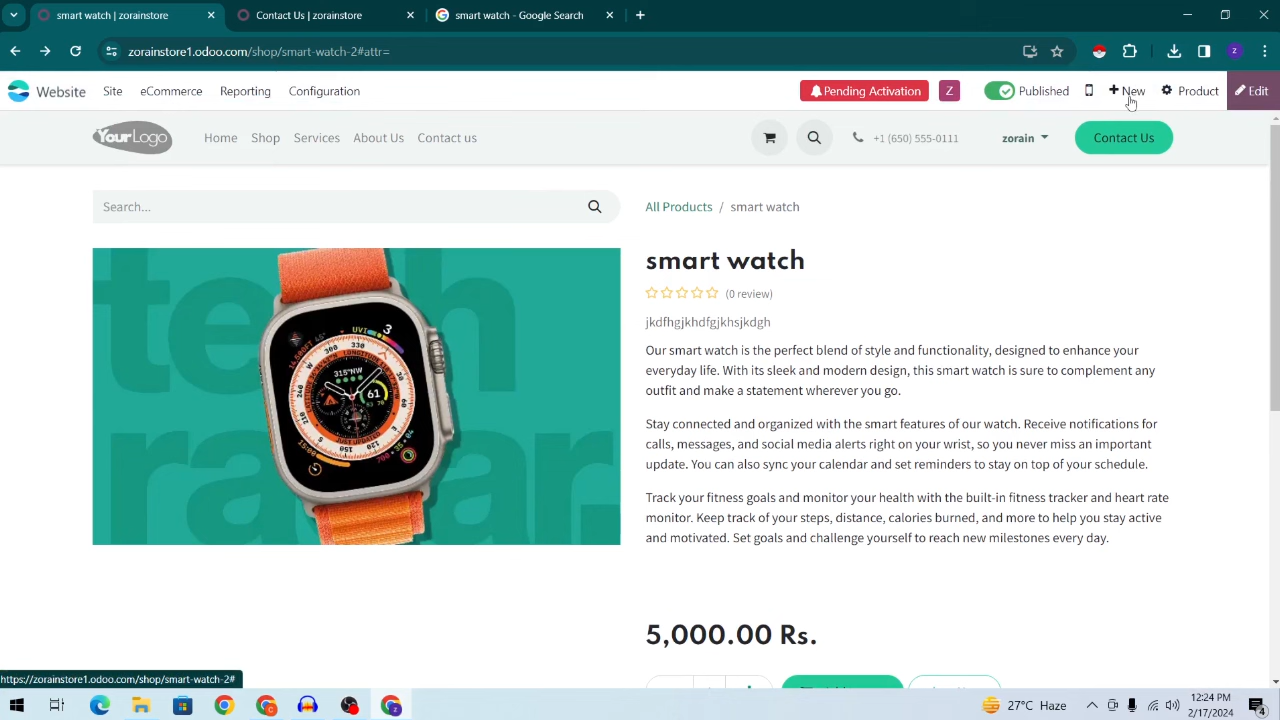 smart watch | zorainstore
Contact Us | zorainstore
smart watch - Google Search
zorainstore1.odoo.com/shop/smart-watch-2#attr=
Website Site eCommerce Reporting Configuration Pending Activation Z Published New Product Edit
YourLogo Home Shop Services About Us Contact us +1 (650) 555-0111 zorain Contact Us
Search...
All Products / smart watch
smart watch
(0 review)
jkdfhgjkhdfgjkhsjkdgh
Our smart watch is the perfect blend of style and functionality, designed to enhance your
everyday life. With its sleek and modern design, this smart watch is sure to complement any
outfit and make a statement wherever you go.
Stay connected and organized with the smart features of our watch. Receive notifications for
calls, messages, and social media alerts right on your wrist, so you never miss an important
update. You can also sync your calendar and set reminders to stay on top of your schedule.
Track your fitness goals and monitor your health with the built-in fitness tracker and heart rate
monitor. Keep track of your steps, distance, calories burned, and more to help you stay active
and motivated. Set goals and challenge yourself to reach new milestones every day.
tech
radar
UVI 3
315°NW
61
5,000.00 Rs.
https://zorainstore1.odoo.com/shop/smart-watch-2#
27°C Haze
12:24 PM
2/17/2024
4